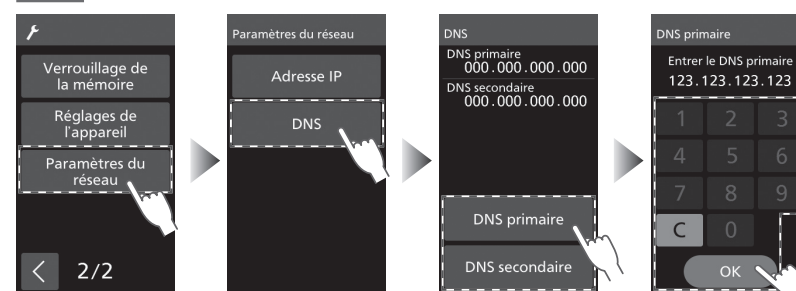 Verrouillage de
la mémoire
Réglages de
l'appareil
Paramètres du
réseau
2/2
Paramètres du réseau
Adresse IP
DNS
DNS
DNS primaire
000.000.000.000
DNS secondaire
000.000.000.000
DNS primaire
DNS secondaire
DNS primaire
Entrer le DNS primaire
123.123.123.123
1 2 3
4 5 6
7 8 9
C 0
OK